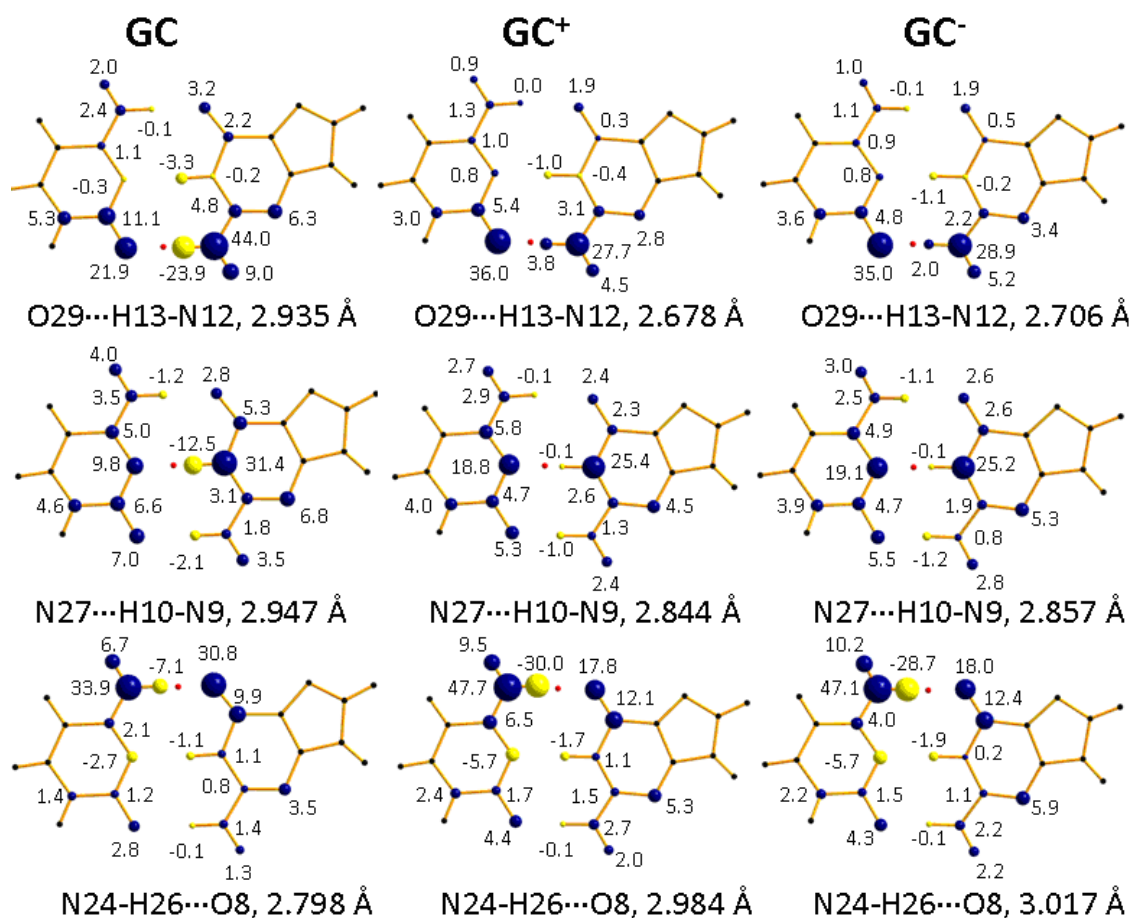 GC GC⁺ GC⁻
2.0 3.2 0.9 1.9 1.0 1.9
2.4 2.2 1.3 0.0 0.3 1.1 -0.1 0.5
-0.1 1.0 0.9
1.1 -3.3 -0.2 0.8 -1.0 -0.4 0.8 -1.1 -0.2
-0.3 4.8 3.1 2.2
5.3 11.1 6.3 3.0 5.4 2.8 3.6 4.8 3.4
44.0 27.7 28.9
21.9 -23.9 9.0 36.0 3.8 4.5 35.0 2.0 5.2
O29···H13-N12, 2.935 Å O29···H13-N12, 2.678 Å O29···H13-N12, 2.706 Å
4.0 -1.2 2.8 2.7 -0.1 2.4 3.0 -1.1 2.6
3.5 5.3 2.9 2.3 2.5 2.6
5.0 -12.5 5.8 -0.1 4.9 -0.1
9.8 31.4 18.8 25.4 19.1 25.2
4.6 6.6 3.1 6.8 4.0 4.7 2.6 4.5 3.9 4.7 1.9 5.3
1.8 1.3 0.8
7.0 -2.1 3.5 5.3 -1.0 2.4 5.5 -1.2 2.8
N27···H10-N9, 2.947 Å N27···H10-N9, 2.844 Å N27···H10-N9, 2.857 Å
6.7 -7.1 30.8 9.5 -30.0 17.8 10.2 -28.7 18.0
33.9 9.9 47.7 12.1 47.1 12.4
2.1 6.5 4.0
-2.7 -1.1 1.1 -5.7 -1.7 1.1 -5.7 -1.9 0.2
1.4 1.2 0.8 3.5 2.4 1.7 1.5 5.3 2.2 1.5 1.1 5.9
1.4 2.7 2.2
2.8 -0.1 1.3 4.4 -0.1 2.0 4.3 -0.1 2.2
N24-H26···O8, 2.798 Å N24-H26···O8, 2.984 Å N24-H26···O8, 3.017 Å